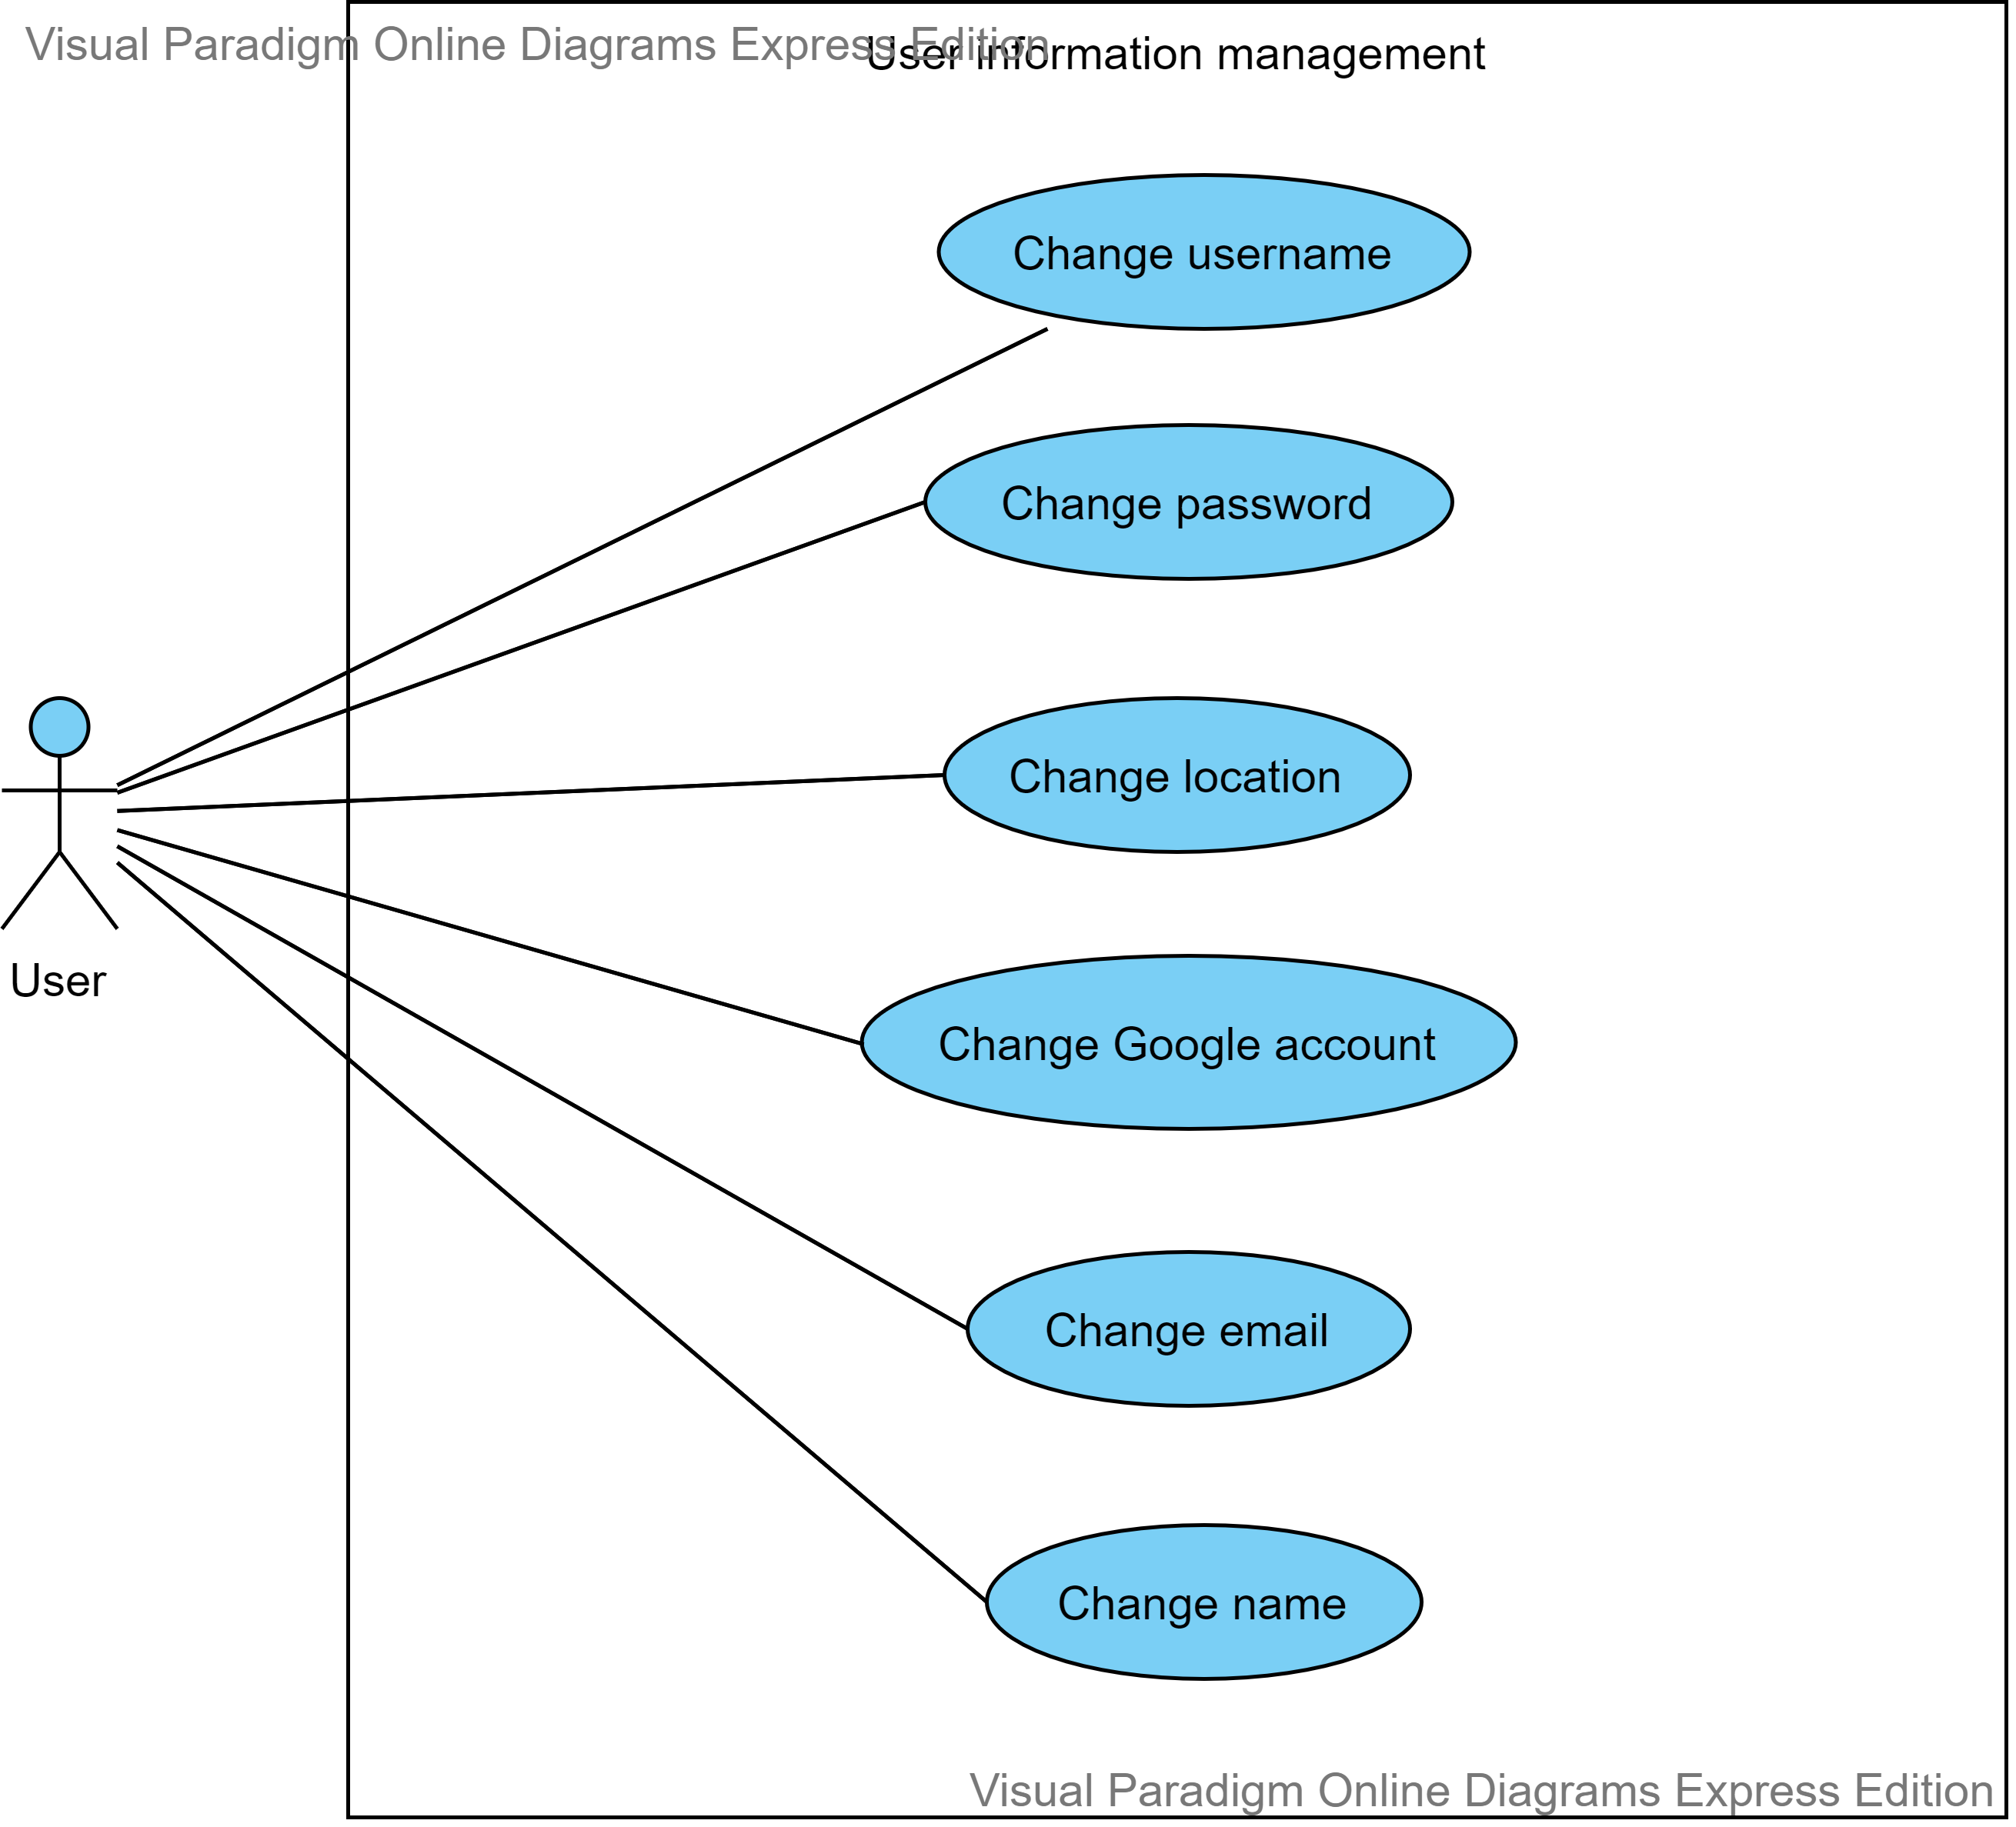 Visual Paradigm Online Diagrams Express Edition
User information management
Change username
Change password
Change location
User
Change Google account
Change email
Change name
Visual Paradigm Online Diagrams Express Edition